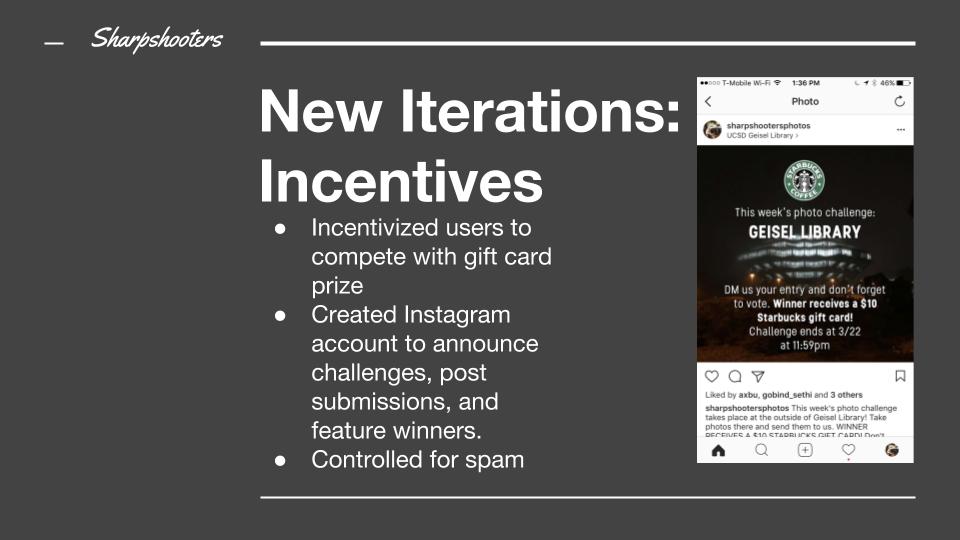 Sharpshooters
New Iterations:
Incentives
● Incentivized users to
compete with gift card
prize
● Created Instagram
account to announce
challenges, post
submissions, and
feature winners.
● Controlled for spam
T-Mobile Wi-Fi 1:36 PM 46%
Photo
sharpshootersphotos
UCSD Geisel Library >
STARBUCKS
COFFEE
This week's photo challenge:
GEISEL LIBRARY
DM us your entry and don't forget
to vote. Winner receives a $10
Starbucks gift card!
Challenge ends at 3/22
at 11:59pm
Liked by axbu, gobind_sethi and 3 others
sharpshootersphotos This week's photo challenge
takes place at the outside of Geisel Library! Take
photos there and send them to us. WINNER
RECEIVES A $10 STARBUCKS GIFT CARD! Don't